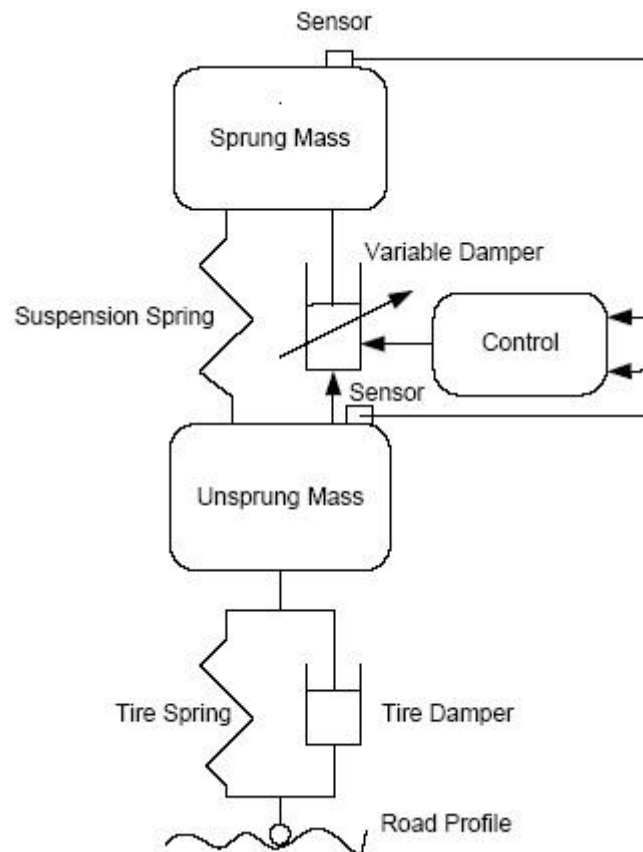 Sensor
Sprung Mass
Variable Damper
Suspension Spring
Control
Sensor
Unsprung Mass
Tire Spring
Tire Damper
Road Profile